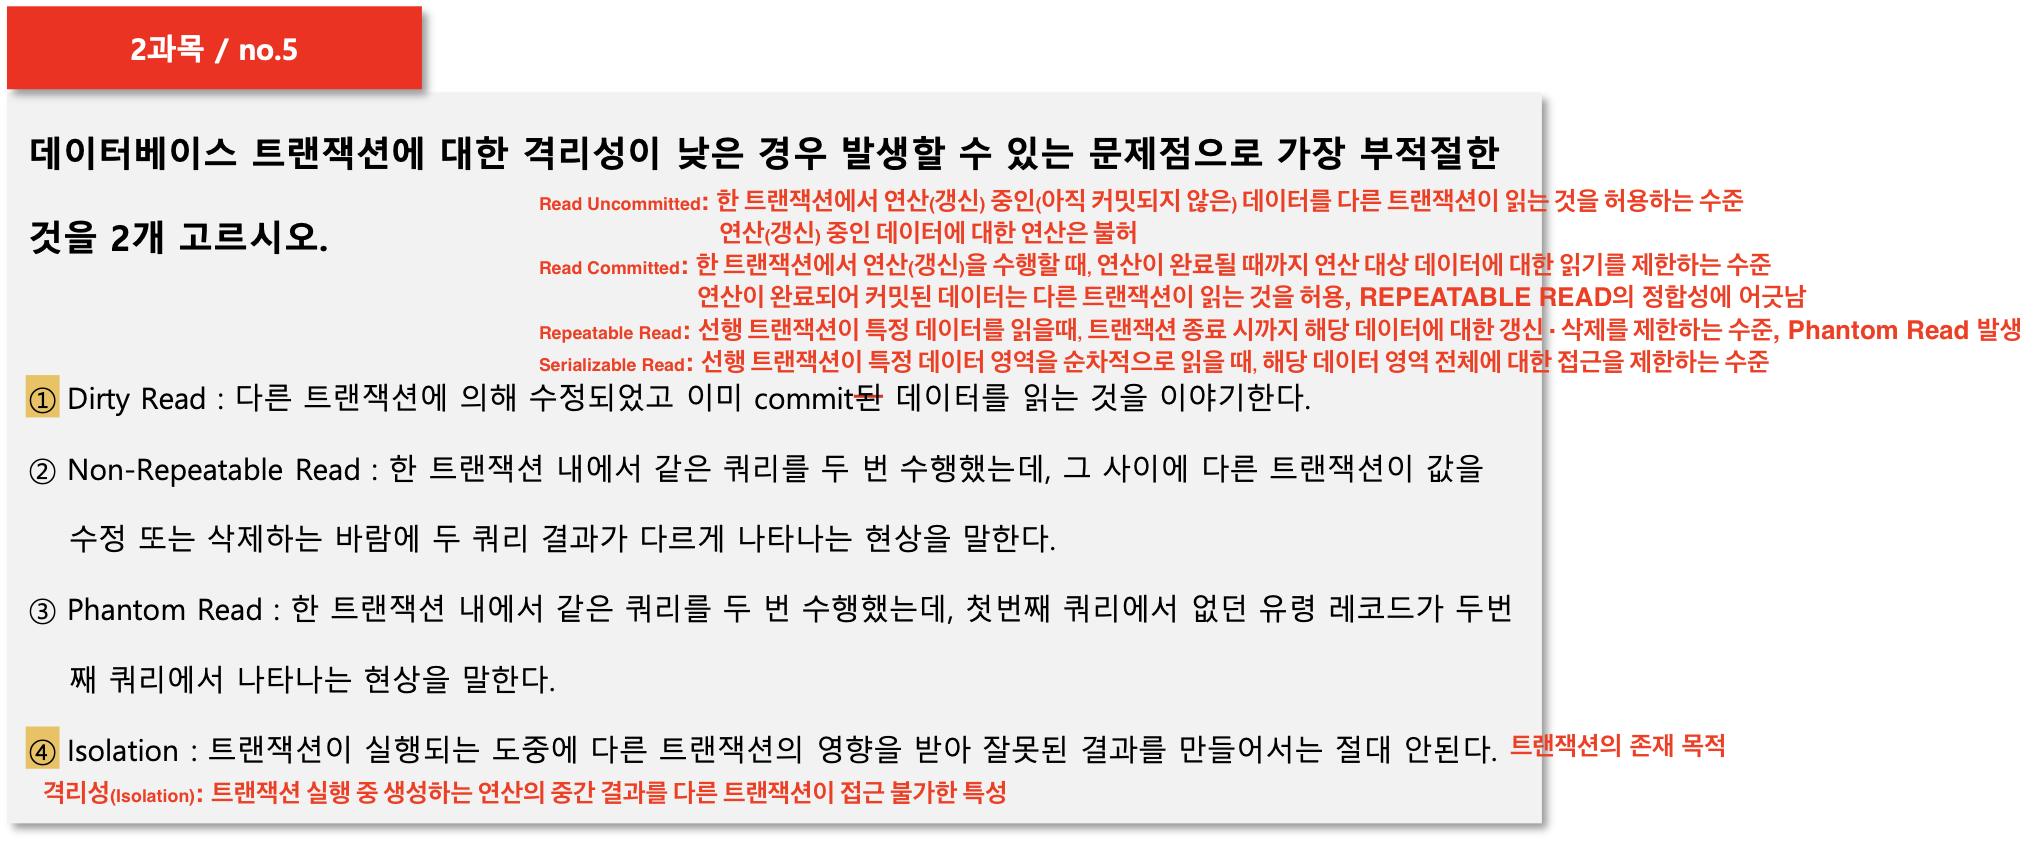 2과목 / no.5
데이터베이스 트랜잭션에 대한 격리성이 낮은 경우 발생할 수 있는 문제점으로 가장 부적절한
것을 2개 고르시오.
Read Uncommitted: 한 트랜잭션에서 연산(갱신) 중인(아직 커밋되지 않은) 데이터를 다른 트랜잭션이 읽는 것을 허용하는 수준
연산(갱신) 중인 데이터에 대한 연산은 불허
Read Committed: 한 트랜잭션에서 연산(갱신)을 수행할 때, 연산이 완료될 때까지 연산 대상 데이터에 대한 읽기를 제한하는 수준
연산이 완료되어 커밋된 데이터는 다른 트랜잭션이 읽는 것을 허용, REPEATABLE READ의 정합성에 어긋남
Repeatable Read: 선행 트랜잭션이 특정 데이터를 읽을때, 트랜잭션 종료 시까지 해당 데이터에 대한 갱신 · 삭제를 제한하는 수준, Phantom Read 발생
Serializable Read: 선행 트랜잭션이 특정 데이터 영역을 순차적으로 읽을 때, 해당 데이터 영역 전체에 대한 접근을 제한하는 수준
① Dirty Read : 다른 트랜잭션에 의해 수정되었고 이미 commit된 데이터를 읽는 것을 이야기한다.
② Non-Repeatable Read : 한 트랜잭션 내에서 같은 쿼리를 두 번 수행했는데, 그 사이에 다른 트랜잭션이 값을
수정 또는 삭제하는 바람에 두 쿼리 결과가 다르게 나타나는 현상을 말한다.
③ Phantom Read : 한 트랜잭션 내에서 같은 쿼리를 두 번 수행했는데, 첫번째 쿼리에서 없던 유령 레코드가 두번
째 쿼리에서 나타나는 현상을 말한다.
④ Isolation : 트랜잭션이 실행되는 도중에 다른 트랜잭션의 영향을 받아 잘못된 결과를 만들어서는 절대 안된다. 트랜잭션의 존재 목적
격리성(Isolation): 트랜잭션 실행 중 생성하는 연산의 중간 결과를 다른 트랜잭션이 접근 불가한 특성